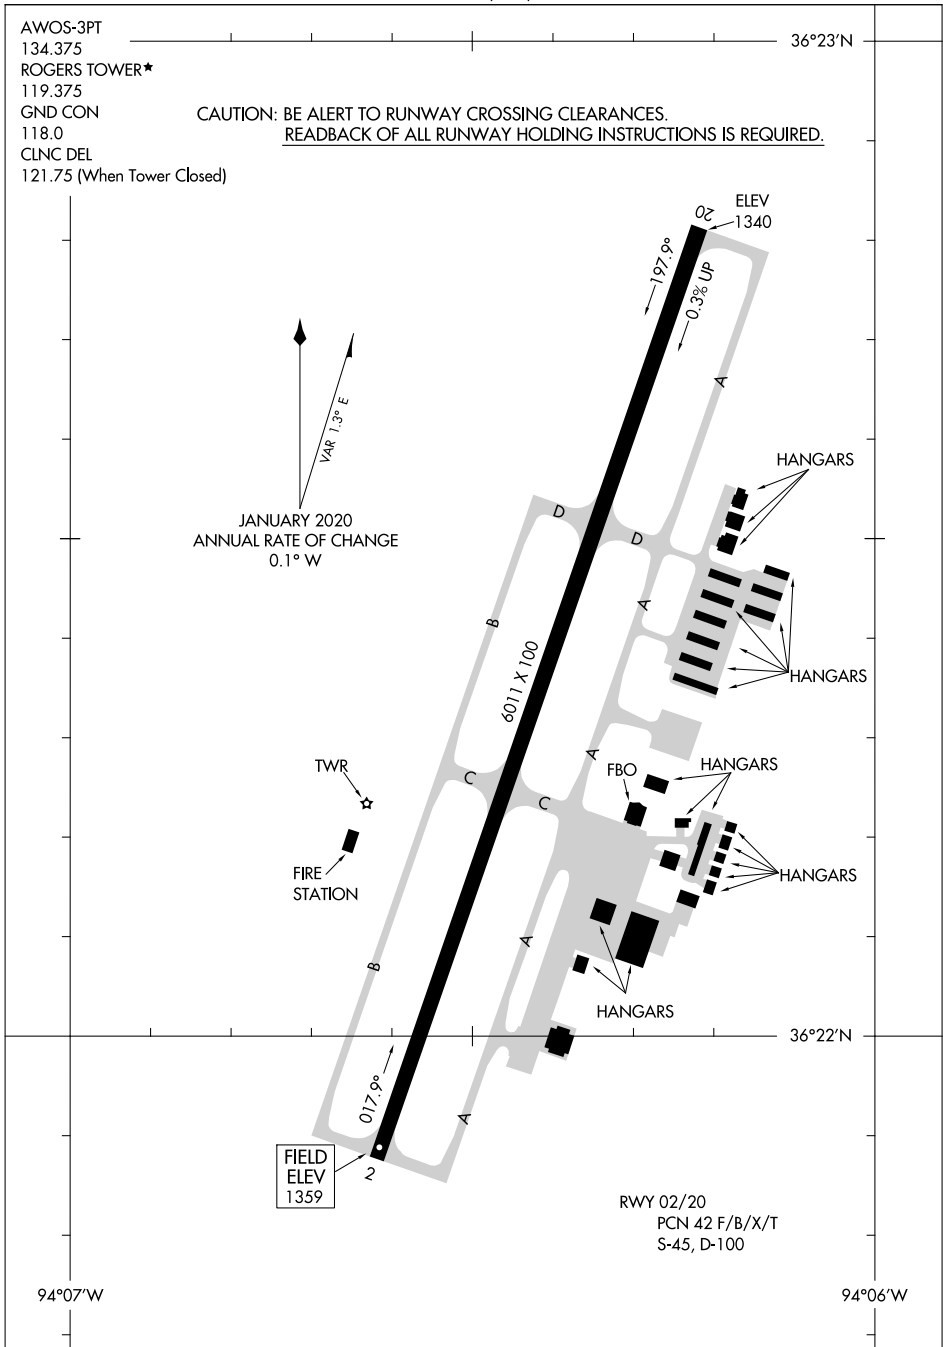 AWOS-3PT
134.375
ROGERS TOWER★
119.375
GND CON
118.0
CLNC DEL
121.75 (When Tower Closed)
36°23'N
CAUTION: BE ALERT TO RUNWAY CROSSING CLEARANCES.
READBACK OF ALL RUNWAY HOLDING INSTRUCTIONS IS REQUIRED.
ELEV
1340
20
197.9°
0.3% UP
A
VAR 1.3° E
JANUARY 2020
ANNUAL RATE OF CHANGE
0.1° W
HANGARS
D
D
A
B
HANGARS
6011 X 100
A
TWR
C
C
FBO
HANGARS
FIRE
STATION
HANGARS
A
B
HANGARS
36°22'N
017.9°
A
FIELD
ELEV
1359
2
RWY 02/20
PCN 42 F/B/X/T
S-45, D-100
94°07'W
94°06'W